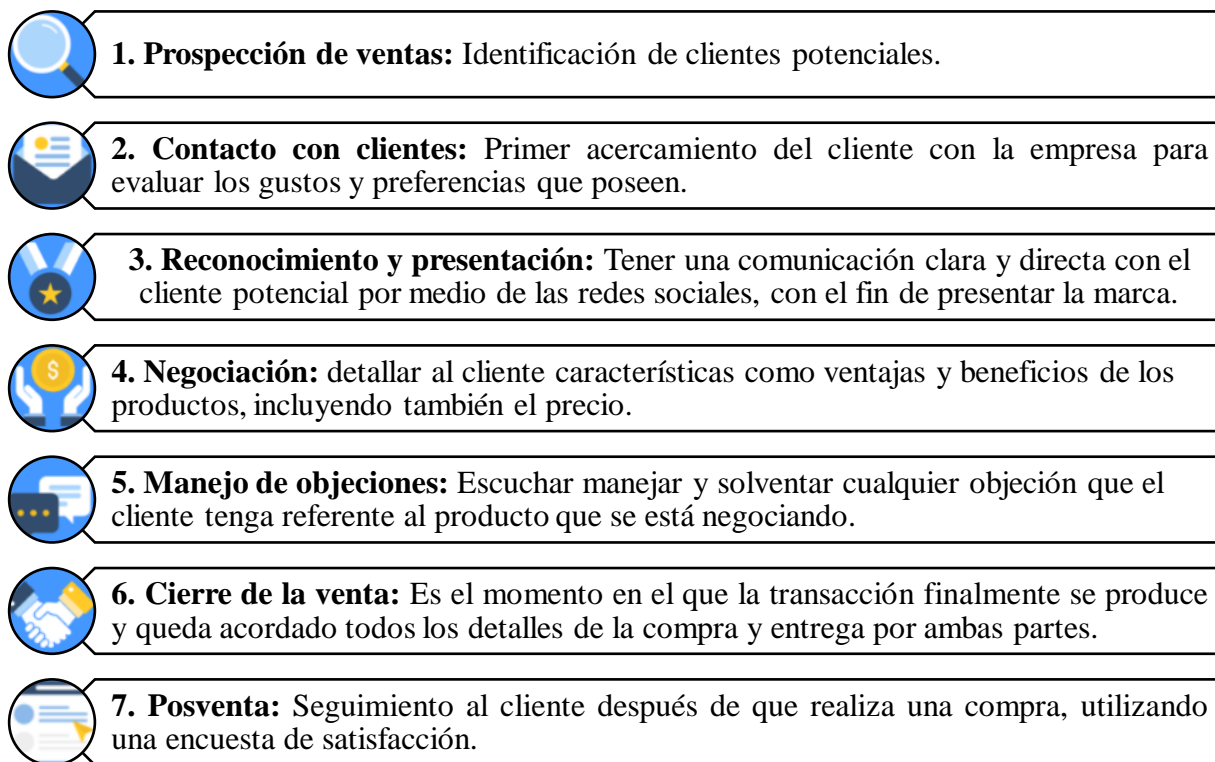 1. Prospección de ventas: Identificación de clientes potenciales.
2. Contacto con clientes: Primer acercamiento del cliente con la empresa para
evaluar los gustos y preferencias que poseen.
3. Reconocimiento y presentación: Tener una comunicación clara y directa con el
cliente potencial por medio de las redes sociales, con el fin de presentar la marca.
$
4. Negociación: detallar al cliente características como ventajas y beneficios de los
productos, incluyendo también el precio.
5. Manejo de objeciones: Escuchar manejar y solventar cualquier objeción que el
cliente tenga referente al producto que se está negociando.
6. Cierre de la venta: Es el momento en el que la transacción finalmente se produce
y queda acordado todos los detalles de la compra y entrega por ambas partes.
7. Posventa: Seguimiento al cliente después de que realiza una compra, utilizando
una encuesta de satisfacción.